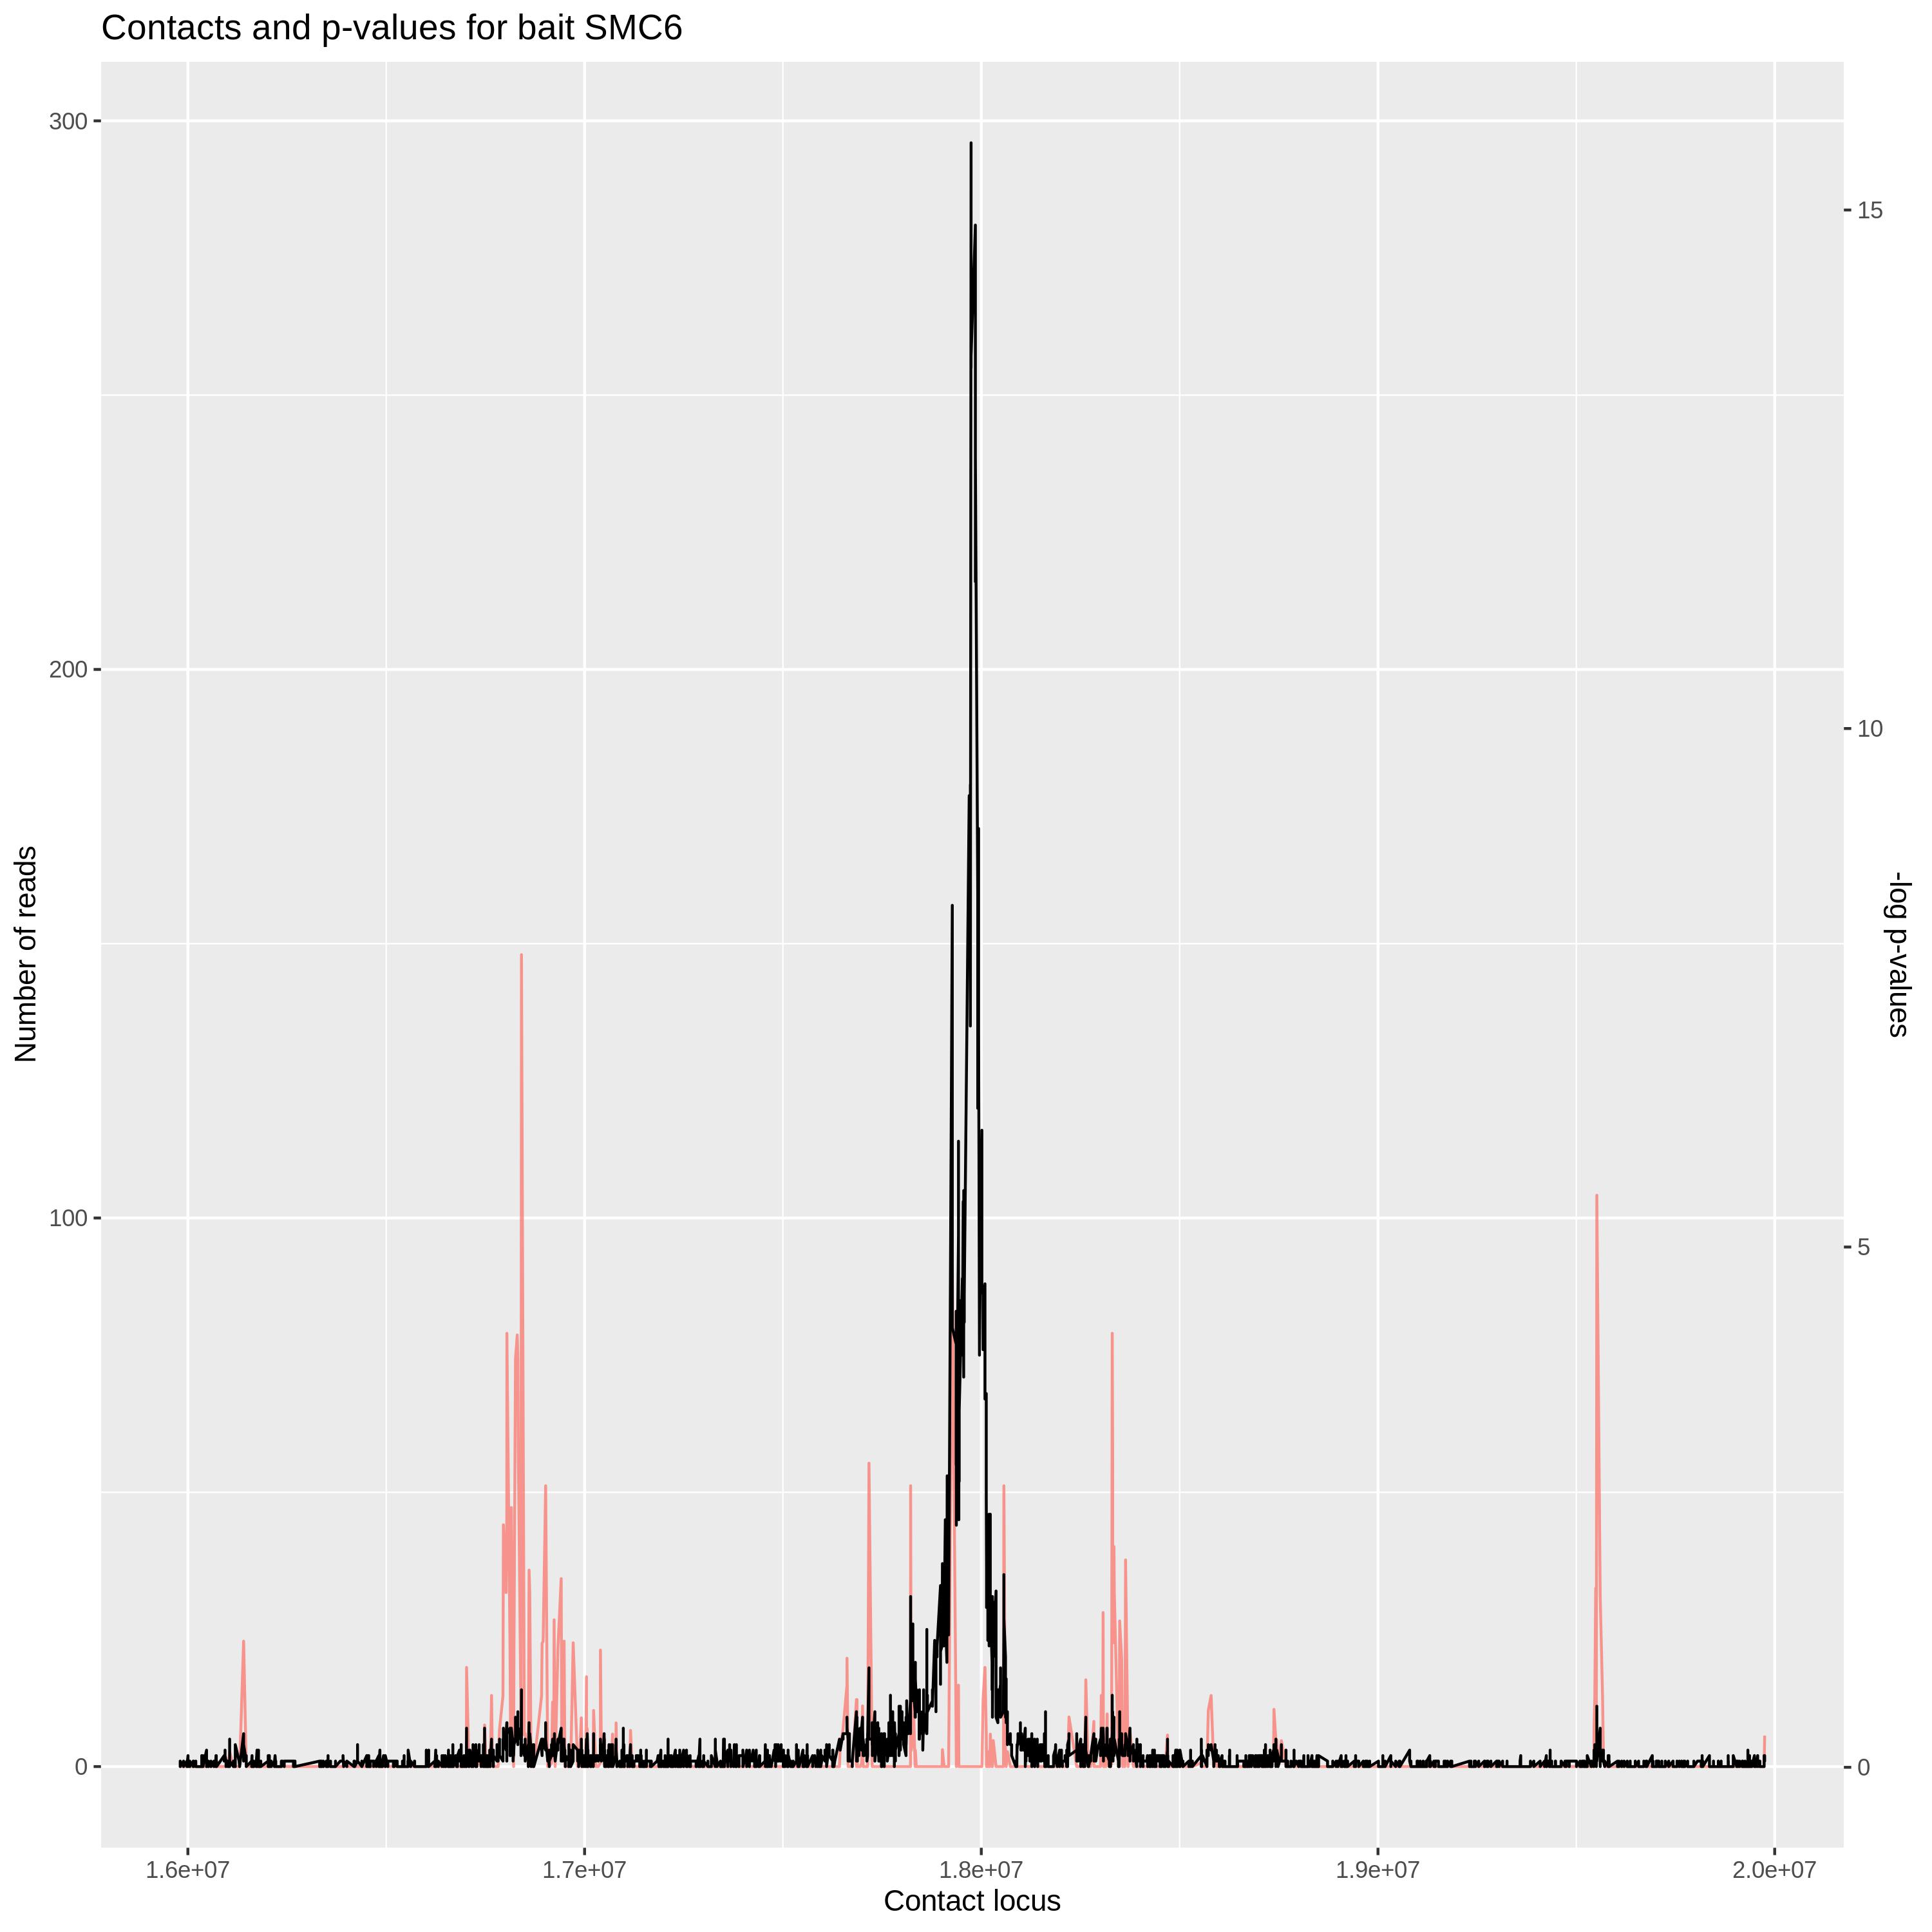 Contacts and p-values for bait SMC6
300
200
100
0
Number of reads
15
10
5
0
-log p-values
1.6e+07 1.7e+07 1.8e+07 1.9e+07 2.0e+07
Contact locus